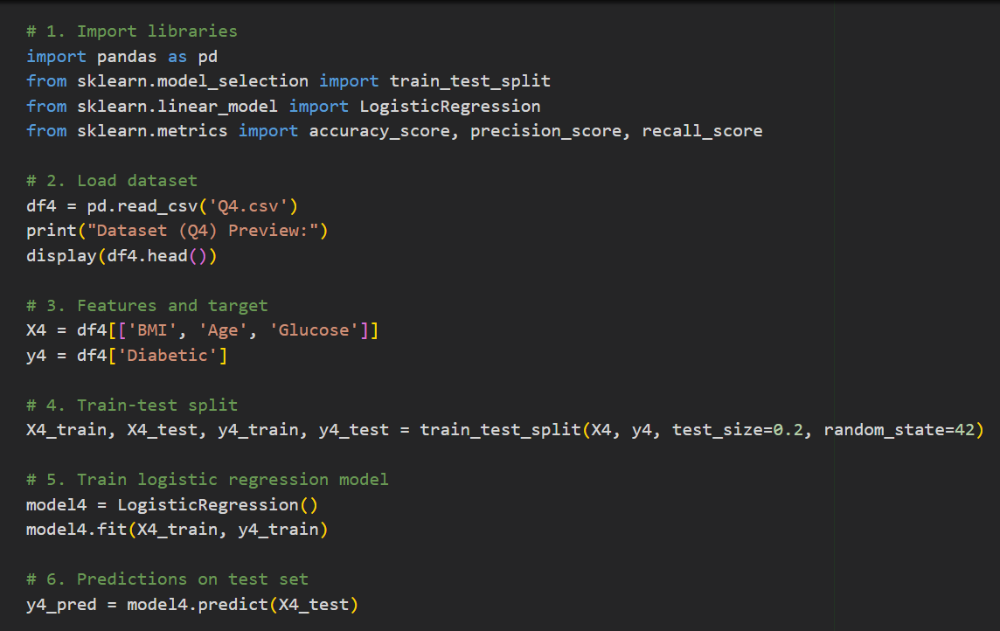 # 1. Import libraries
import pandas as pd
from sklearn.model_selection import train_test_split
from sklearn.linear_model import LogisticRegression
from sklearn.metrics import accuracy_score, precision_score, recall_score
# 2. Load dataset
df4 = pd.read_csv('Q4.csv')
print("Dataset (Q4) Preview:")
display(df4.head())
# 3. Features and target
X4 = df4[['BMI', 'Age', 'Glucose']]
y4 = df4['Diabetic']
# 4. Train-test split
X4_train, X4_test, y4_train, y4_test = train_test_split(X4, y4, test_size=0.2, random_state=42)
# 5. Train logistic regression model
model4 = LogisticRegression()
model4.fit(X4_train, y4_train)
# 6. Predictions on test set
y4_pred = model4.predict(X4_test)